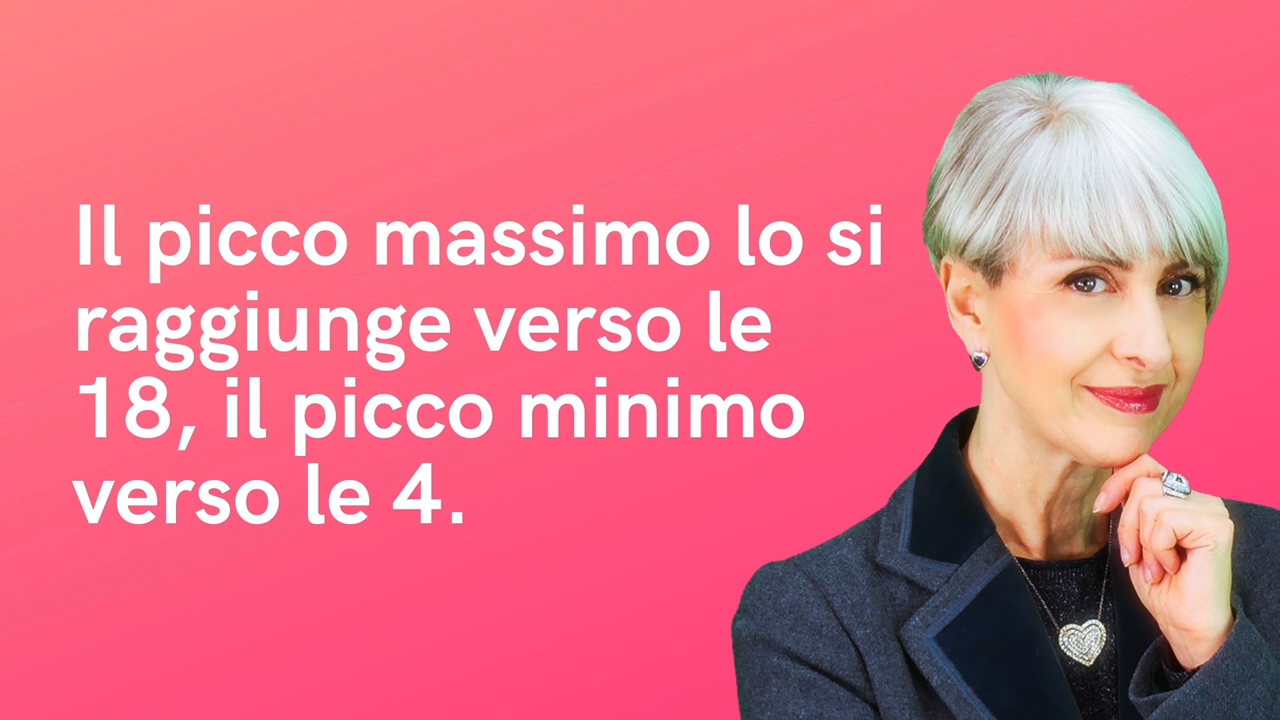 Il picco massimo lo si
raggiunge verso le
18, il picco minimo
verso le 4.